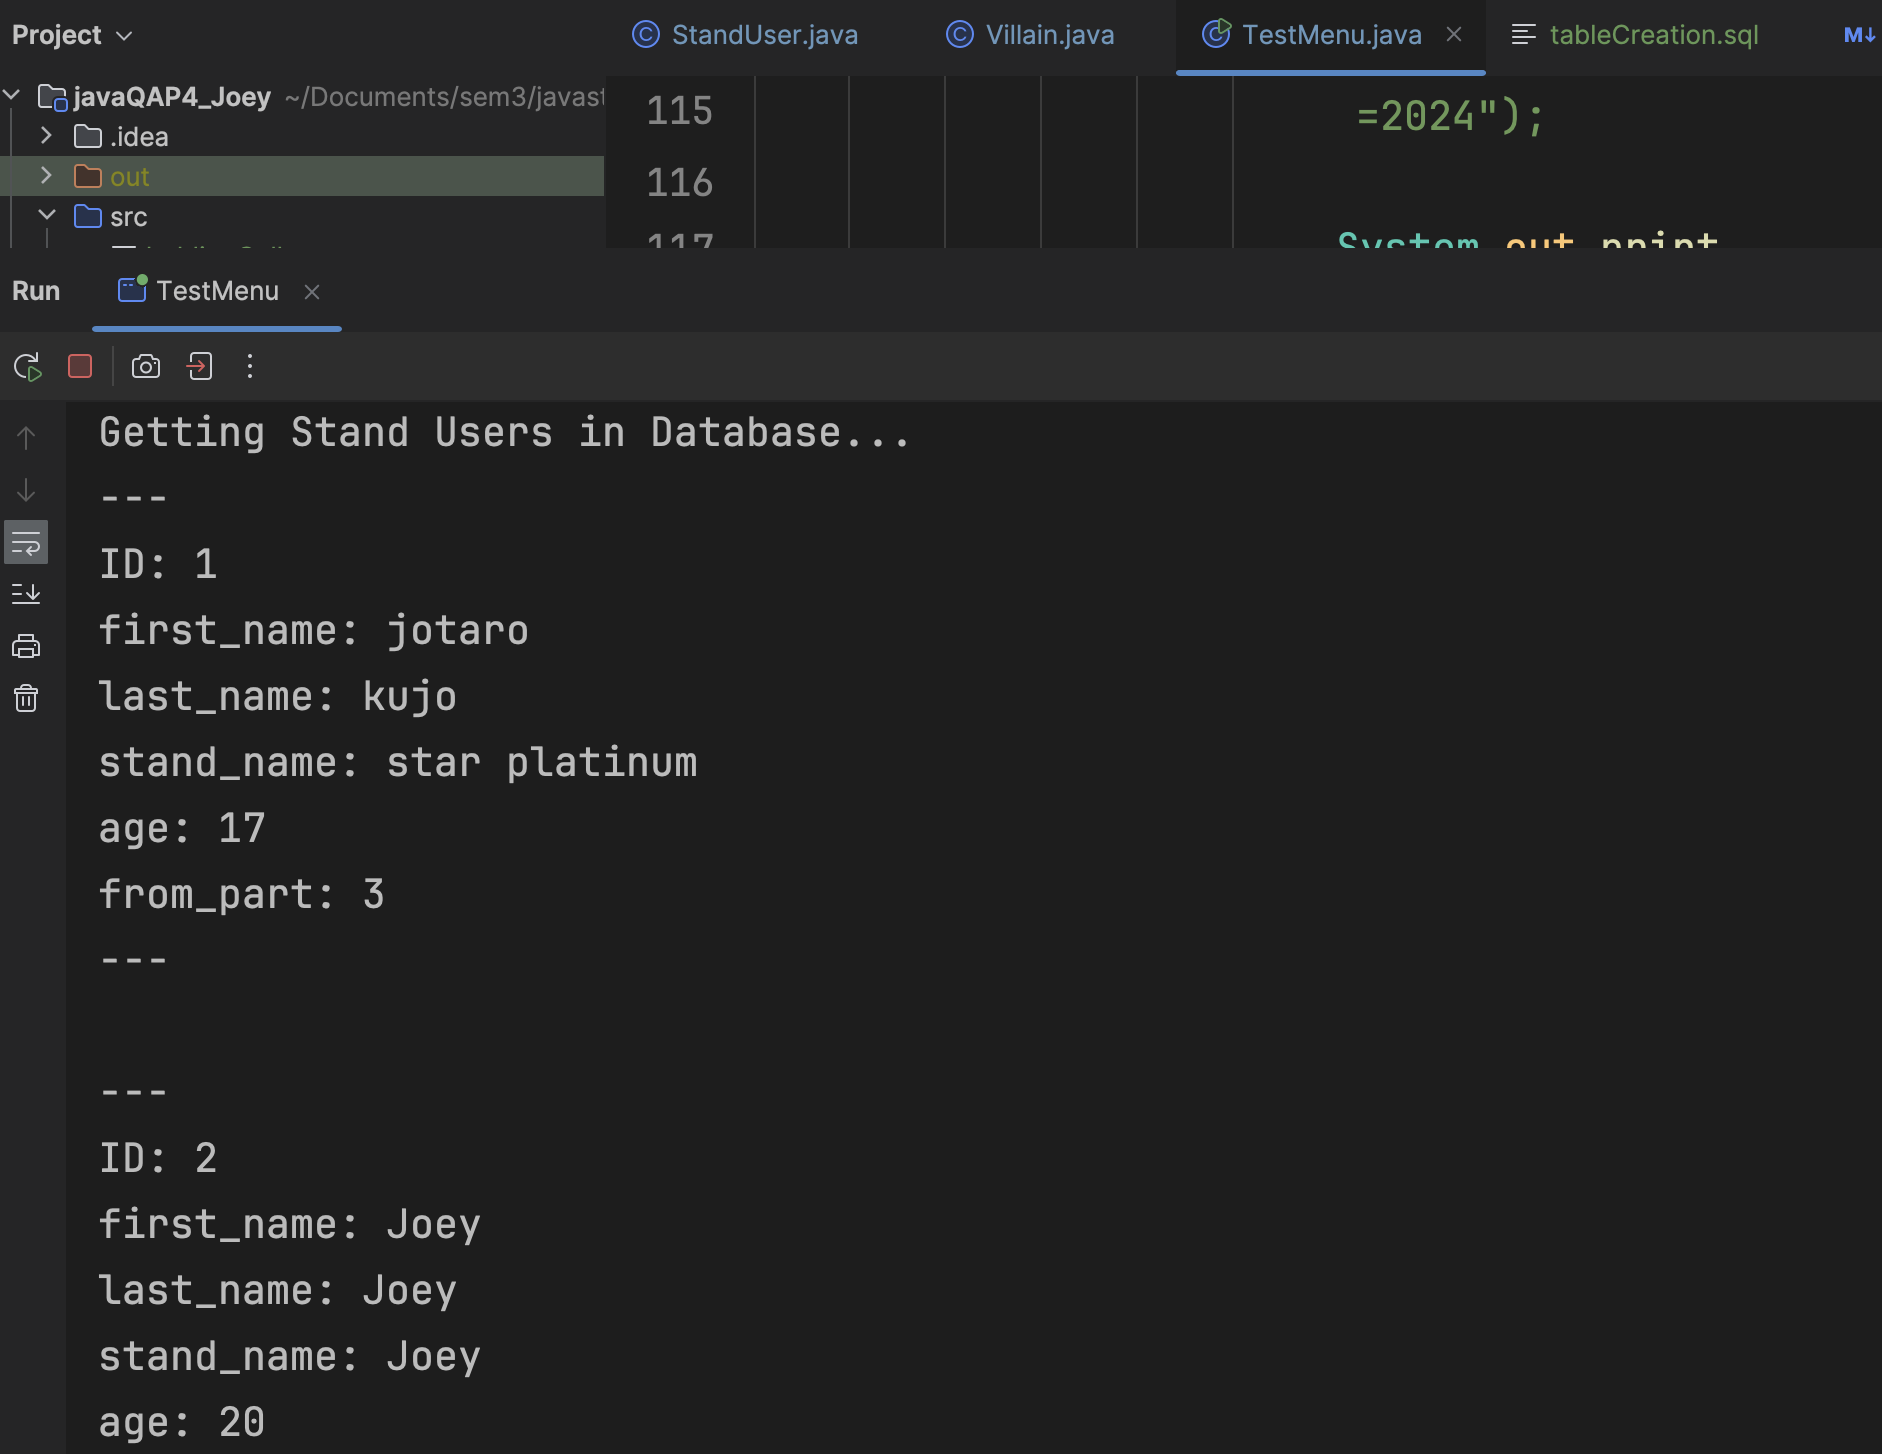 Project
StandUser.java
Villain.java
TestMenu.java
tableCreation.sql
M↓
javaQAP4_Joey ~/Documents/sem3/javast
.idea
out
src
115
=2024");
116
117
System.out.print
Run
TestMenu
Getting Stand Users in Database...
---
ID: 1
first_name: jotaro
last_name: kujo
stand_name: star platinum
age: 17
from_part: 3
---
---
ID: 2
first_name: Joey
last_name: Joey
stand_name: Joey
age: 20